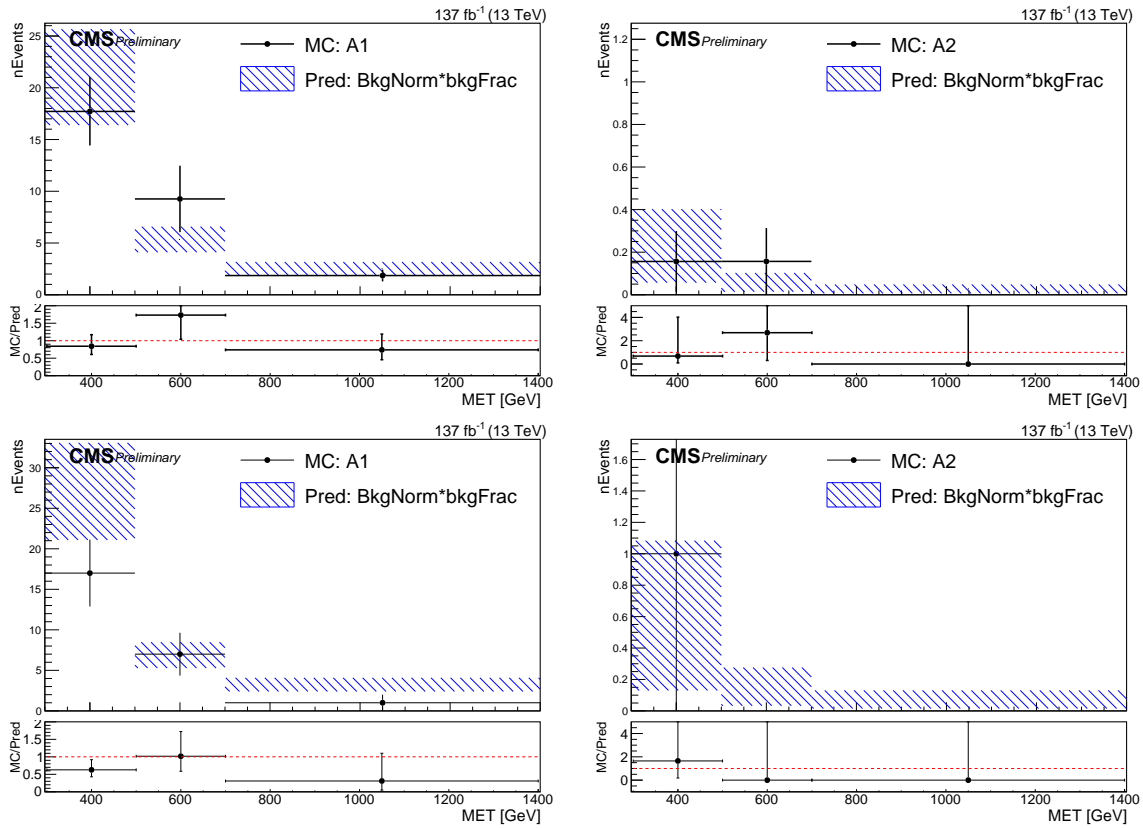 137 fb-1 (13 TeV)
nEvents
CMS Preliminary
MC: A1
Pred: BkgNorm*bkgFrac
25
20
15
10
5
0
MC/Pred
2
1.5
1
0.5
0
400 600 800 1000 1200 1400
MET [GeV]
137 fb-1 (13 TeV)
nEvents
CMS Preliminary
MC: A2
Pred: BkgNorm*bkgFrac
1.2
1
0.8
0.6
0.4
0.2
0
MC/Pred
4
2
0
400 600 800 1000 1200 1400
MET [GeV]
137 fb-1 (13 TeV)
nEvents
CMS Preliminary
MC: A1
Pred: BkgNorm*bkgFrac
30
25
20
15
10
5
0
MC/Pred
2
1.5
1
0.5
0
400 600 800 1000 1200 1400
MET [GeV]
137 fb-1 (13 TeV)
nEvents
CMS Preliminary
MC: A2
Pred: BkgNorm*bkgFrac
1.6
1.4
1.2
1
0.8
0.6
0.4
0.2
0
MC/Pred
4
2
0
400 600 800 1000 1200 1400
MET [GeV]